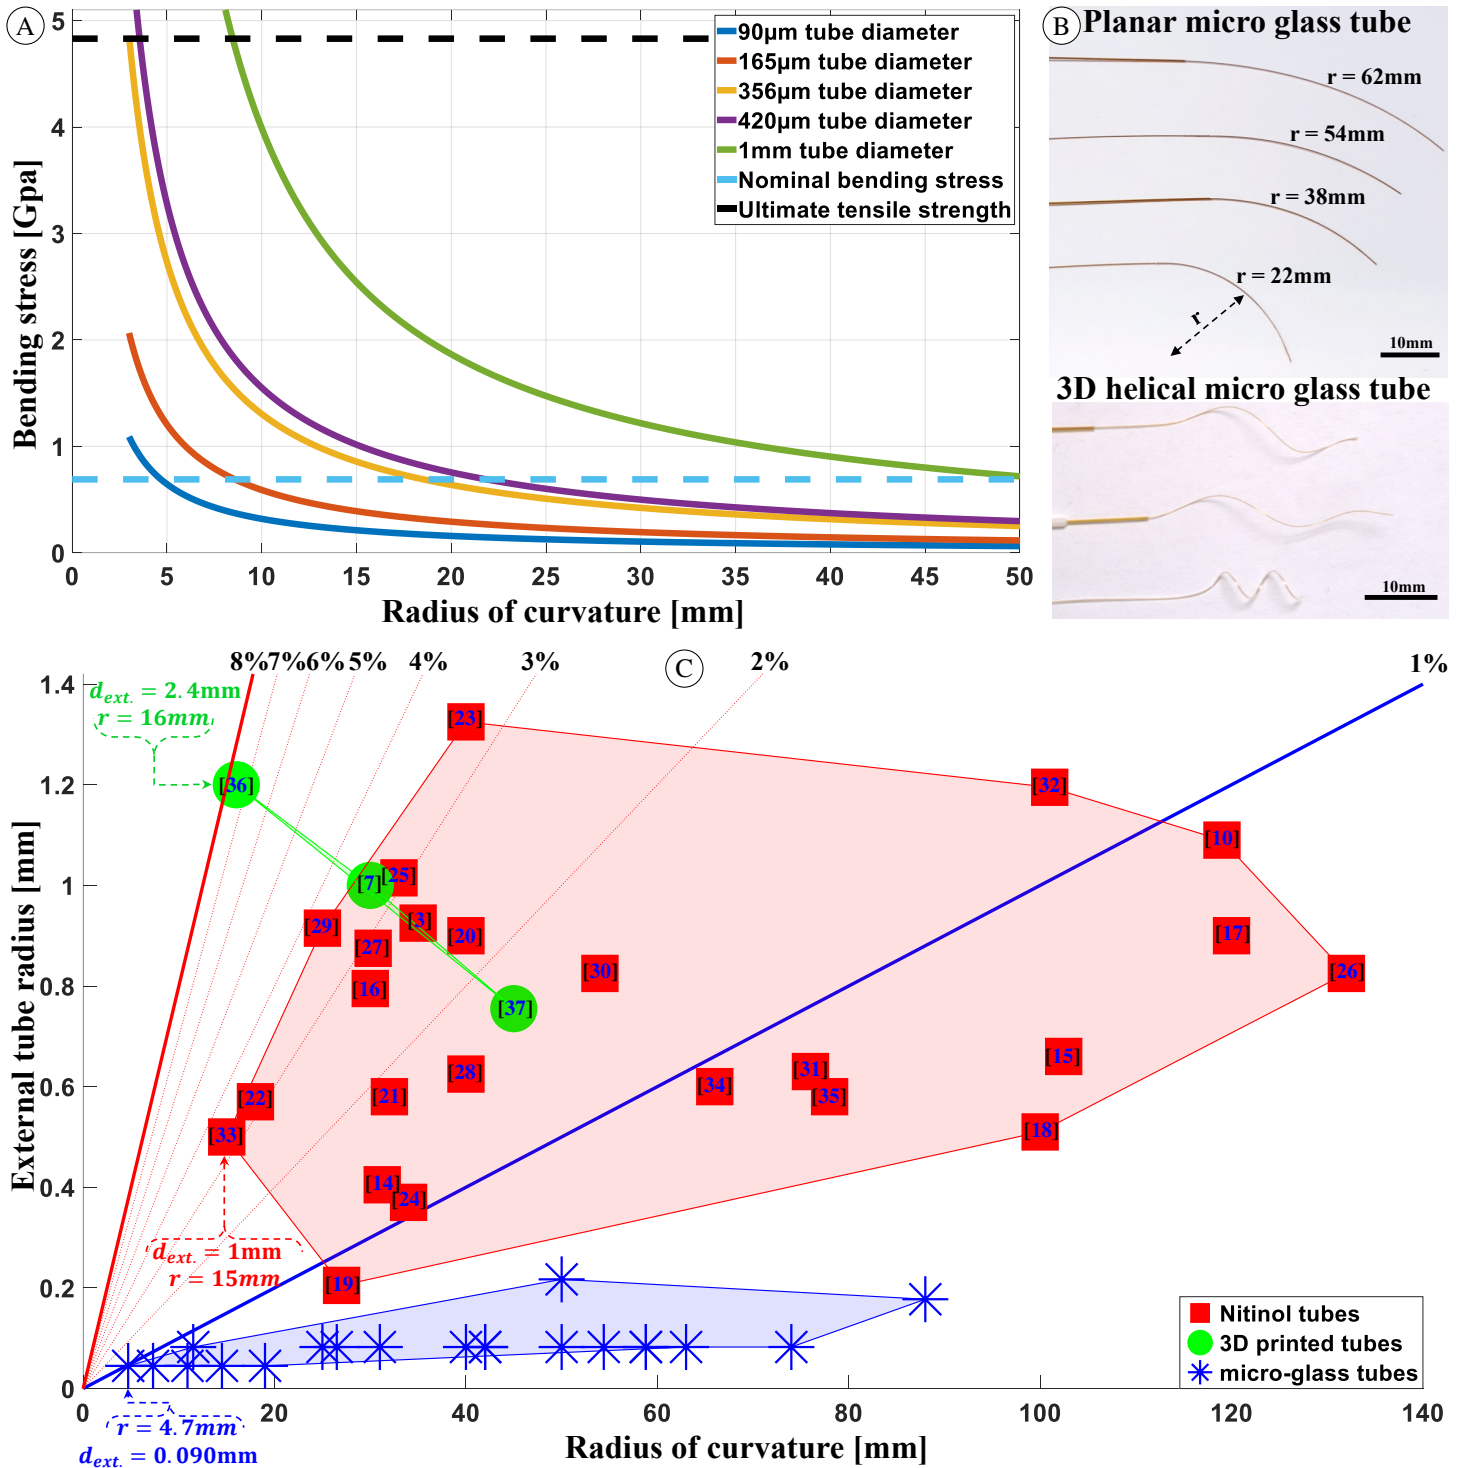 A
5
4
3
2
1
0
0 5 10 15 20 25 30 35 40 45 50
Bending stress [Gpa]
Radius of curvature [mm]
90µm tube diameter
165µm tube diameter
356µm tube diameter
420µm tube diameter
1mm tube diameter
Nominal bending stress
Ultimate tensile strength
B Planar micro glass tube
r = 62mm
r = 54mm
r = 38mm
r = 22mm
r
10mm
3D helical micro glass tube
10mm
C
8% 7% 6% 5% 4% 3% 2% 1%
1.4
1.2
1
0.8
0.6
0.4
0.2
0
0 20 40 60 80 100 120 140
External tube radius [mm]
Radius of curvature [mm]
d_ext. = 2.4mm
r = 16mm
[23]
[36]
[32]
[10]
[7]
[25]
[3]
[29]
[20]
[27]
[17]
[30]
[26]
[16]
[37]
[15]
[28]
[31]
[34]
[35]
[21]
[22]
[33]
[18]
[14]
[24]
[19]
d_ext. = 1mm
r = 15mm
r = 4.7mm
d_ext. = 0.090mm
Nitinol tubes
3D printed tubes
micro-glass tubes